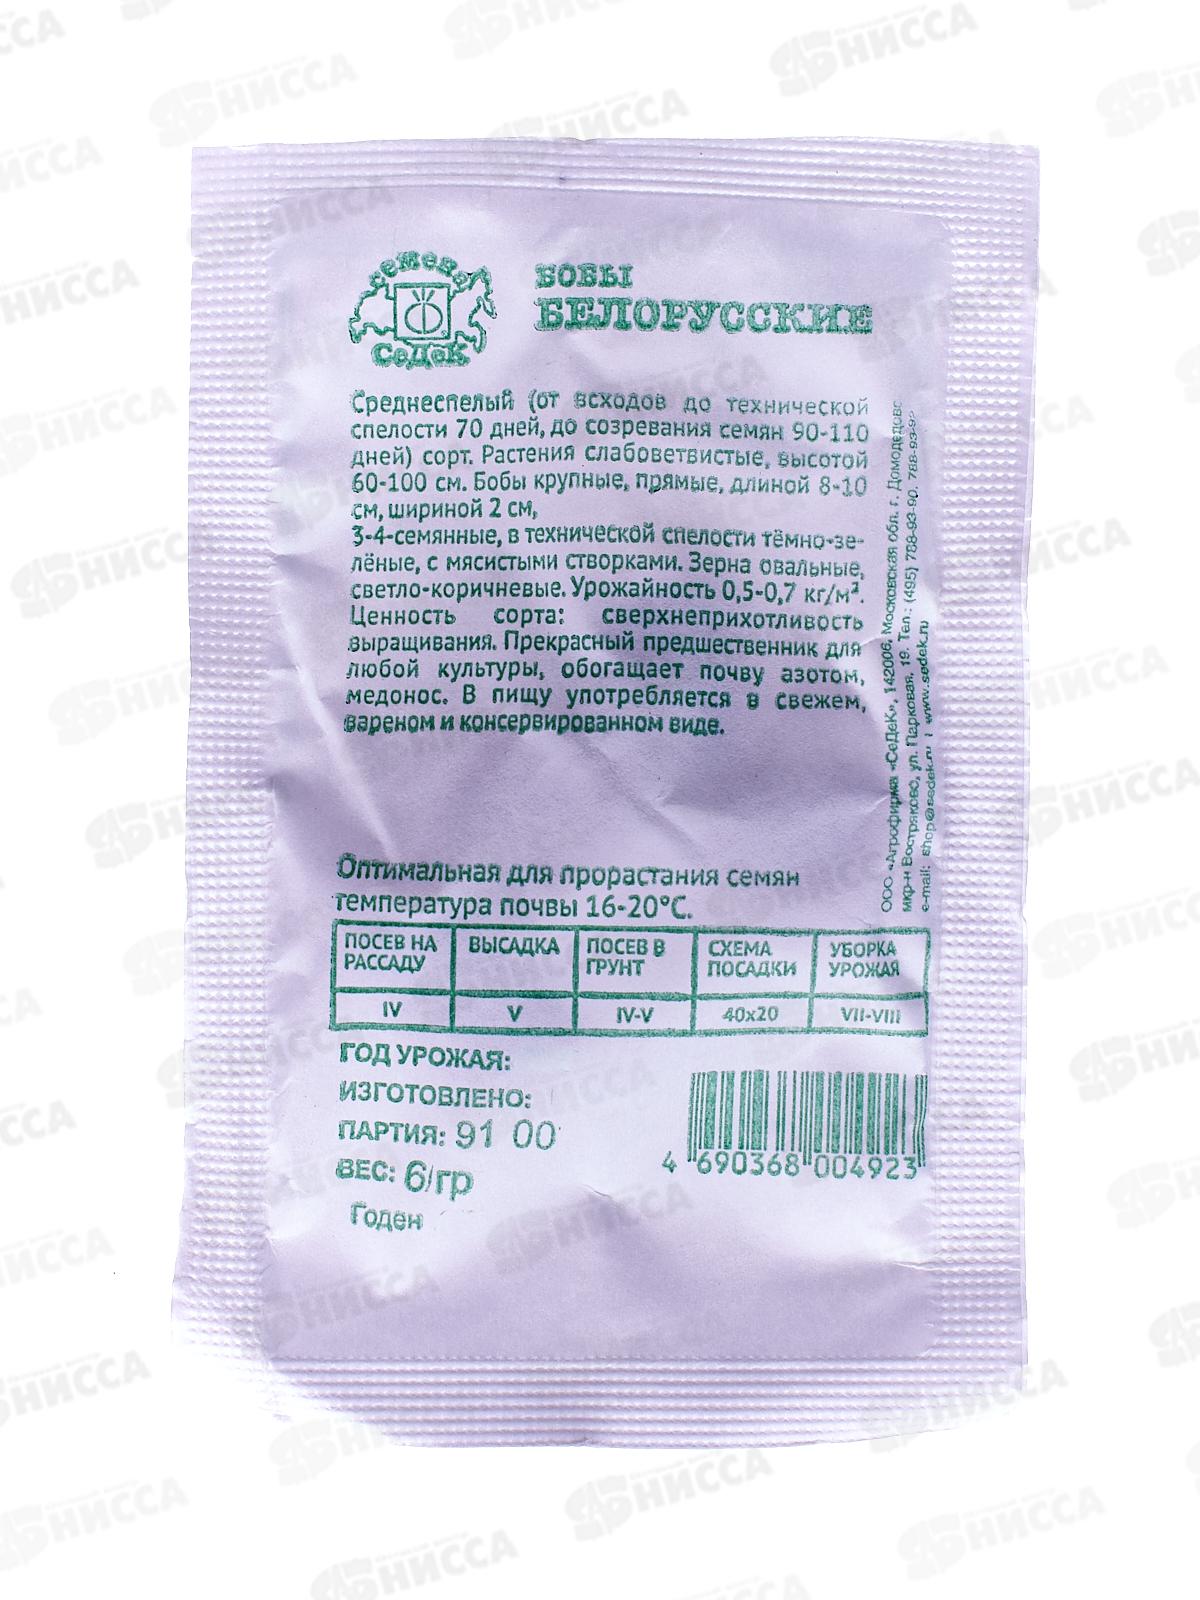 семена
СеДеК
БОБЫ
БЕЛОРУССКИЕ
Среднеспелый (от всходов до технической
спелости 70 дней, до созревания семян 90-110
дней) сорт. Растения слабоветвистые, высотой
60-100 см. Бобы крупные, прямые, длиной 8-10
см, шириной 2 см,
3-4-семянные, в технической спелости тёмно-зе-
лёные, с мясистыми створками. Зерна овальные,
светло-коричневые. Урожайность 0,5-0,7 кг/м².
Ценность сорта: сверхнеприхотливость
выращивания. Прекрасный предшественник для
любой культуры, обогащает почву азотом,
медонос. В пищу употребляется в свежем,
вареном и консервированном виде.
ООО «Агрофирма «СеДеК», 142006, Московская обл. г. Домодедово
мкр-н Востряково, ул. Парковая, 19. Тел.: (495) 788-93-90, 788-93-9
e-mail: shop@sedek.ru | www.sedek.ru
Оптимальная для прорастания семян
температура почвы 16-20°С.
ПОСЕВ НА РАССАДУ ВЫСАДКА ПОСЕВ В ГРУНТ СХЕМА ПОСАДКИ УБОРКА УРОЖАЯ
IV V IV-V 40х20 VII-VIII
ГОД УРОЖАЯ:
ИЗГОТОВЛЕНО:
ПАРТИЯ: 91 00
ВЕС: 6/гр
Годен
4 690368 004923
НИССА